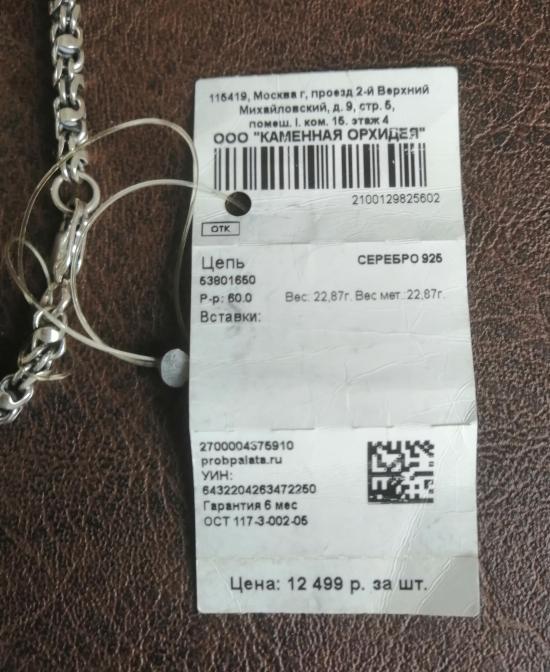 115419, Москва г, проезд 2-й Верхний
Михайловский, д. 9, стр. 5,
помещ. I. ком. 15. этаж 4
ООО "КАМЕННАЯ ОРХИДЕЯ"
2100129825602
ОТК
Цепь
СЕРЕБРО 925
53801650
Р-р: 60.0
Вес: 22,87г. Вес мет.:22,87г.
Вставки:
2700004375910
probpalata.ru
УИН:
6432204263472250
Гарантия 6 мес
ОСТ 117-3-002-05
Цена: 12 499 р. за шт.